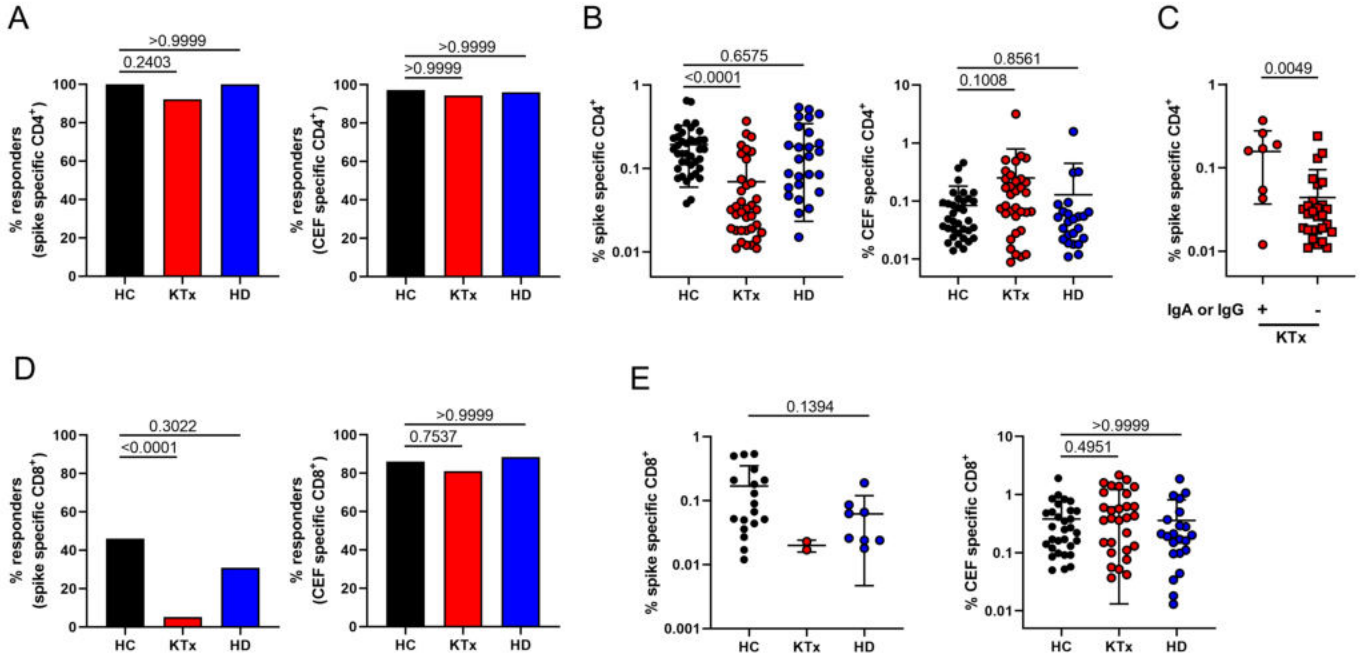 A
% responders
(spike specific CD4+)
100
80
60
40
20
0
>0.9999
0.2403
HC KTx HD
% responders
(CEF specific CD4+)
100
80
60
40
20
0
>0.9999
>0.9999
HC KTx HD
B
% spike specific CD4+
1
0.1
0.01
0.6575
<0.0001
HC KTx HD
% CEF specific CD4+
10
1
0.1
0.01
0.8561
0.1008
HC KTx HD
C
% spike specific CD4+
1
0.1
0.01
0.0049
IgA or IgG + -
KTx
D
% responders
(spike specific CD8+)
100
80
60
40
20
0
0.3022
<0.0001
HC KTx HD
% responders
(CEF specific CD8+)
100
80
60
40
20
0
>0.9999
0.7537
HC KTx HD
E
% spike specific CD8+
1
0.1
0.01
0.001
0.1394
HC KTx HD
% CEF specific CD8+
10
1
0.1
0.01
>0.9999
0.4951
HC KTx HD